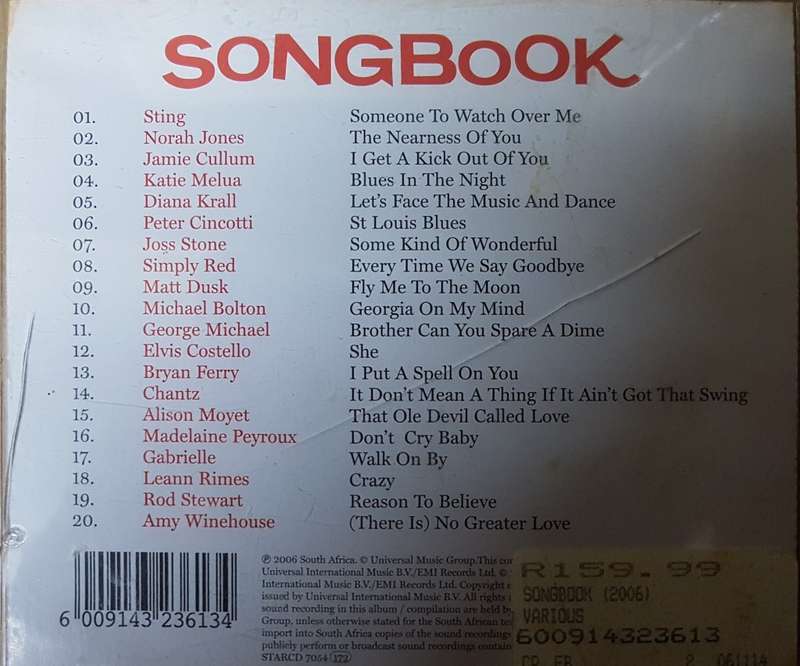 SONGBOOK
01. Sting Someone To Watch Over Me
02. Norah Jones The Nearness Of You
03. Jamie Cullum I Get A Kick Out Of You
04. Katie Melua Blues In The Night
05. Diana Krall Let's Face The Music And Dance
06. Peter Cincotti St Louis Blues
07. Joss Stone Some Kind Of Wonderful
08. Simply Red Every Time We Say Goodbye
09. Matt Dusk Fly Me To The Moon
10. Michael Bolton Georgia On My Mind
11. George Michael Brother Can You Spare A Dime
12. Elvis Costello She
13. Bryan Ferry I Put A Spell On You
14. Chantz It Don't Mean A Thing If It Ain't Got That Swing
15. Alison Moyet That Ole Devil Called Love
16. Madelaine Peyroux Don't Cry Baby
17. Gabrielle Walk On By
18. Leann Rimes Crazy
19. Rod Stewart Reason To Believe
20. Amy Winehouse (There Is) No Greater Love
6 009143 236134
℗ 2006 South Africa. © Universal Music Group.This
Universal International Music B.V./EMI Records Ltd. ©
International Music B.V./EMI Records Ltd. Copyright
issued by Universal International Music B.V. All rights
sound recording in this album / compilation are held
Group, unless otherwise stated for the South African
import into South Africa copies of the sound recordings
publicly perform or broadcast sound recordings
STARCD 7054 (172)
R159.99
SONGBOOK (2006)
VARIOUS
600914323613